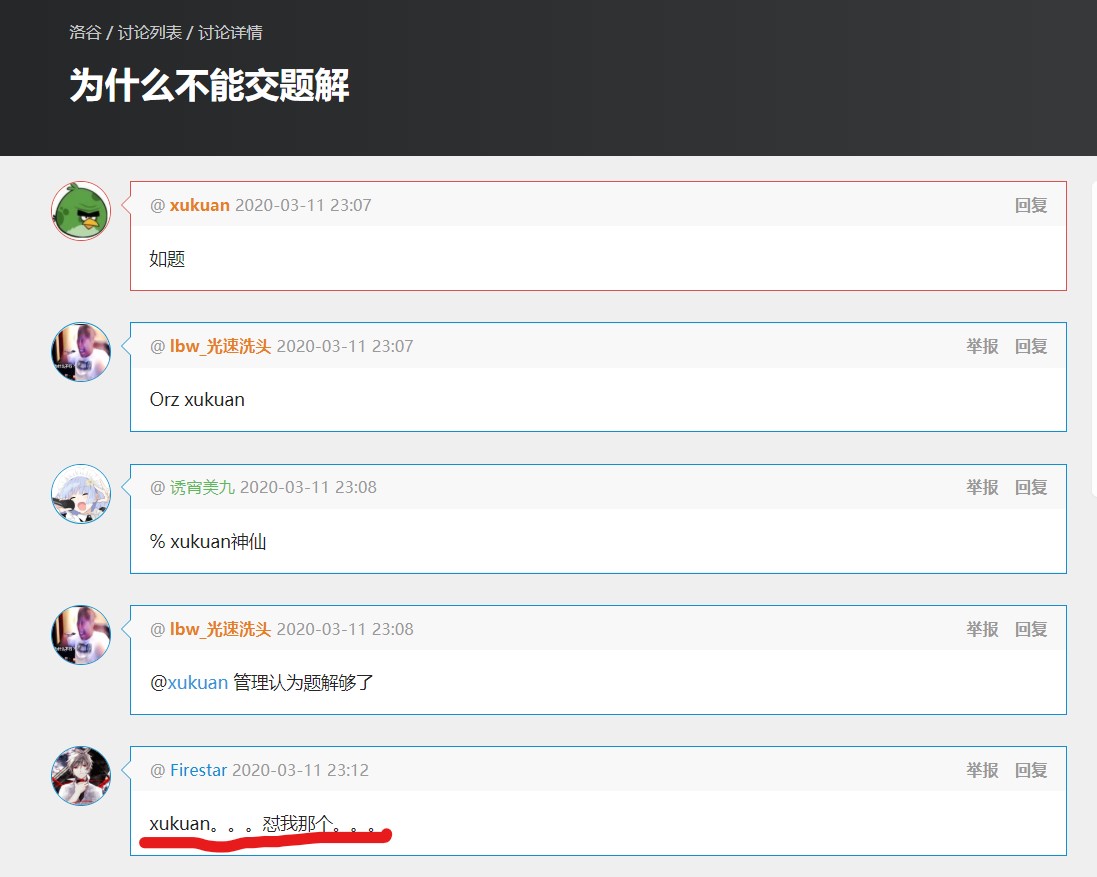 洛谷 / 讨论列表 / 讨论详情
为什么不能交题解
@ xukuan 2020-03-11 23:07 回复
如题
@ lbw_光速洗头 2020-03-11 23:07 举报 回复
Orz xukuan
@ 诱宵美九 2020-03-11 23:08 举报 回复
% xukuan神仙
@ lbw_光速洗头 2020-03-11 23:08 举报 回复
@xukuan 管理认为题解够了
@ Firestar 2020-03-11 23:12 举报 回复
xukuan。。。怼我那个。。。